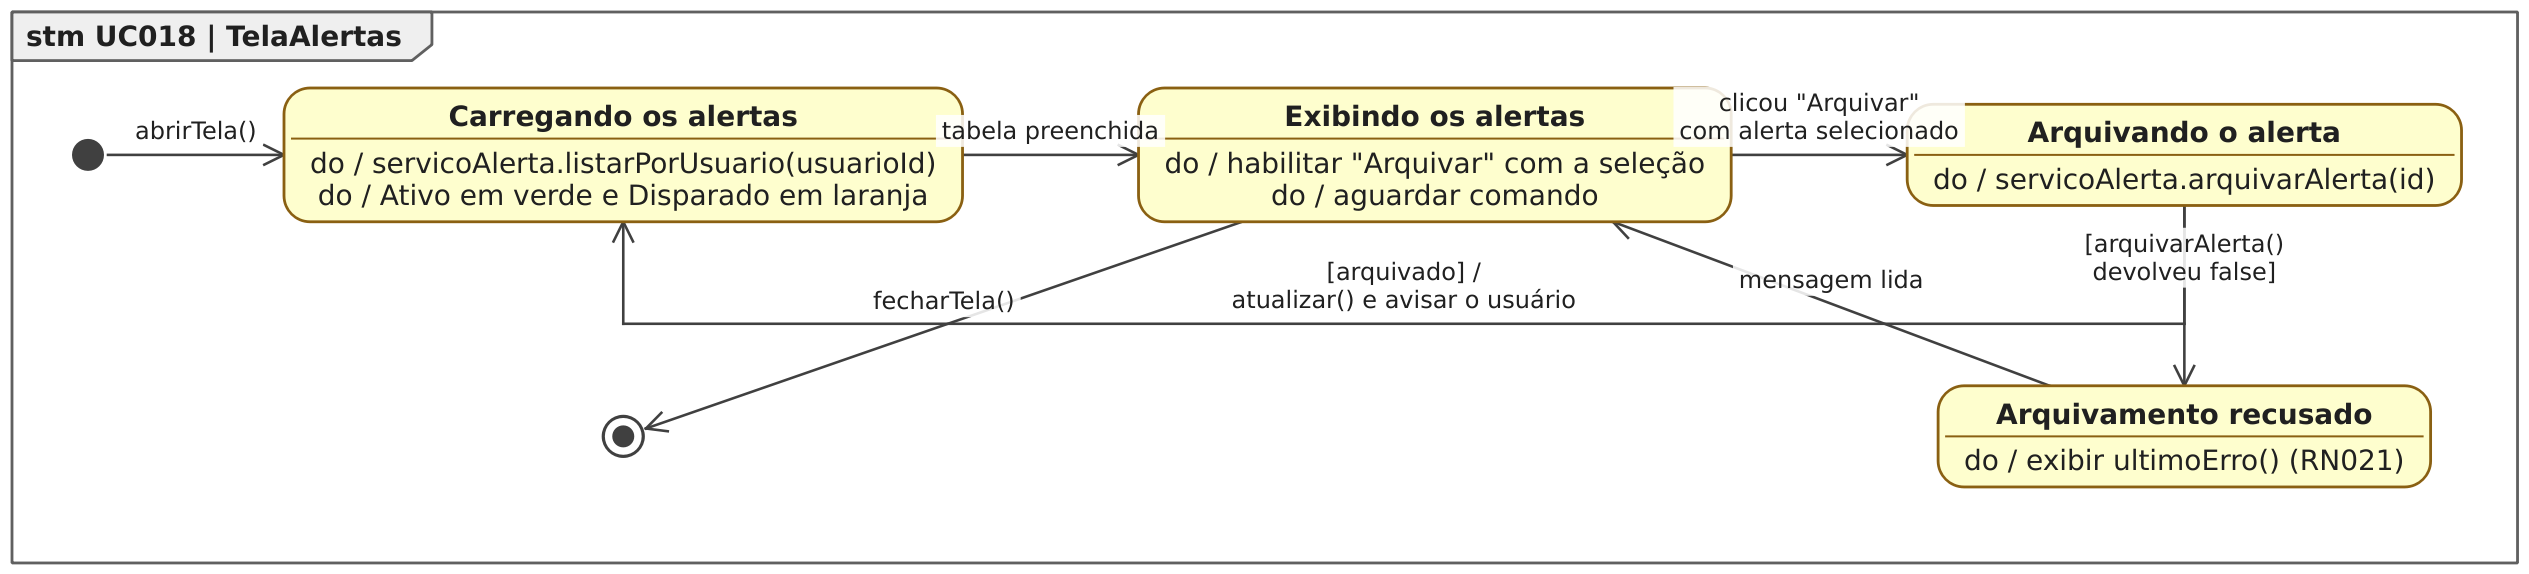 stm UC018 | TelaAlertas
abrirTela()
Carregando os alertas
do / servicoAlerta.listarPorUsuario(usuarioId)
do / Ativo em verde e Disparado em laranja
tabela preenchida
Exibindo os alertas
do / habilitar "Arquivar" com a seleção
do / aguardar comando
clicou "Arquivar"
com alerta selecionado
Arquivando o alerta
do / servicoAlerta.arquivarAlerta(id)
[arquivarAlerta()
devolveu false]
[arquivado] /
atualizar() e avisar o usuário
mensagem lida
fecharTela()
Arquivamento recusado
do / exibir ultimoErro() (RN021)